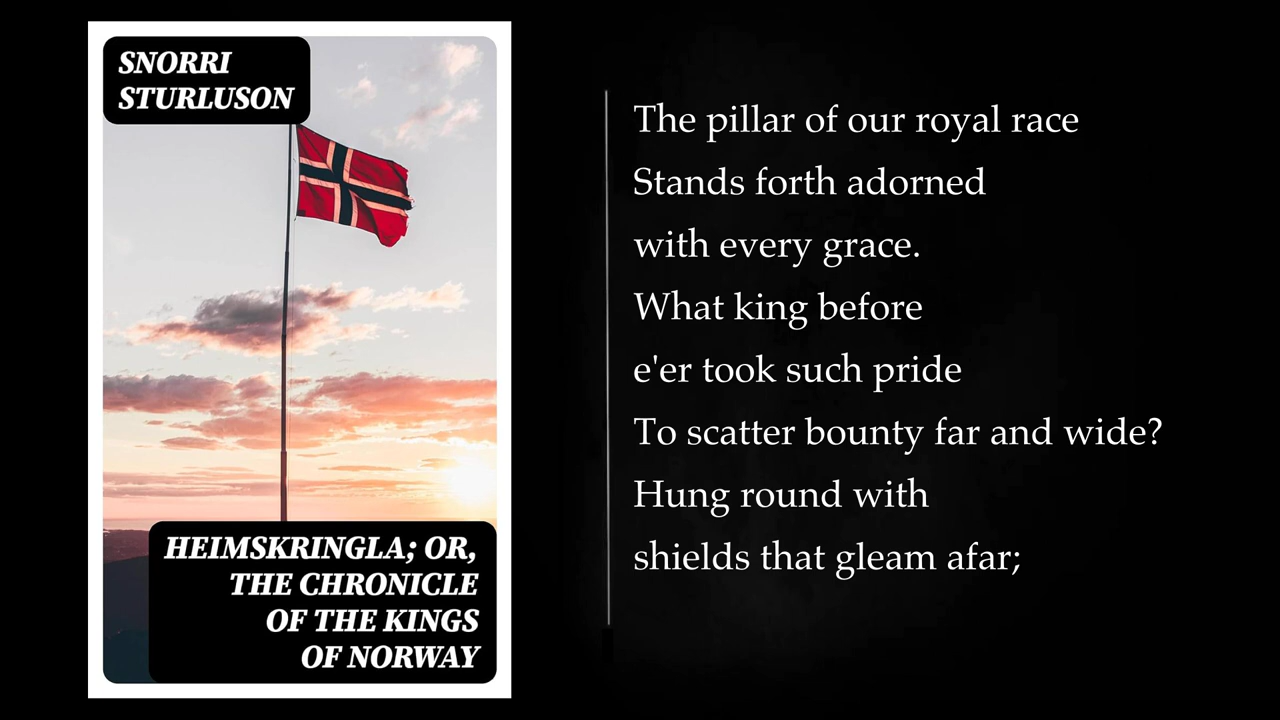 SNORRI
STURLUSON
HEIMSKRINGLA; OR,
THE CHRONICLE
OF THE KINGS
OF NORWAY
The pillar of our royal race
Stands forth adorned
with every grace.
What king before
e'er took such pride
To scatter bounty far and wide?
Hung round with
shields that gleam afar;